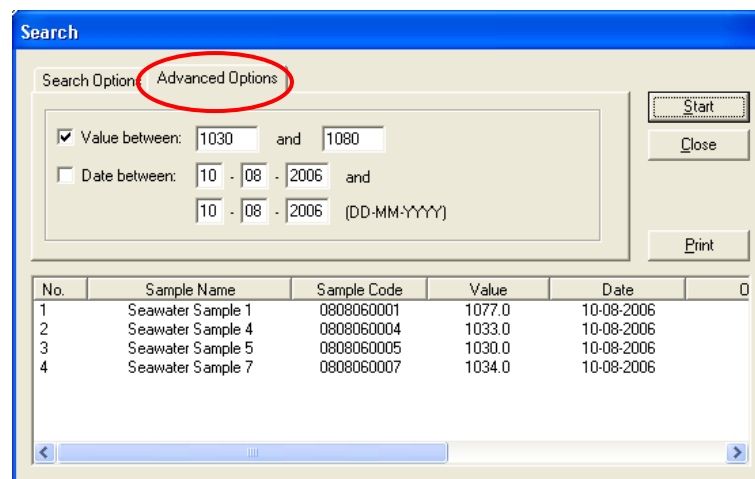 Search
Search Options Advanced Options
Start
Value between: 1030 and 1080
Close
Date between: 10 - 08 - 2006 and
10 - 08 - 2006 (DD-MM-YYYY)
Print
No. Sample Name Sample Code Value Date O
1 Seawater Sample 1 0808060001 1077.0 10-08-2006
2 Seawater Sample 4 0808060004 1033.0 10-08-2006
3 Seawater Sample 5 0808060005 1030.0 10-08-2006
4 Seawater Sample 7 0808060007 1034.0 10-08-2006